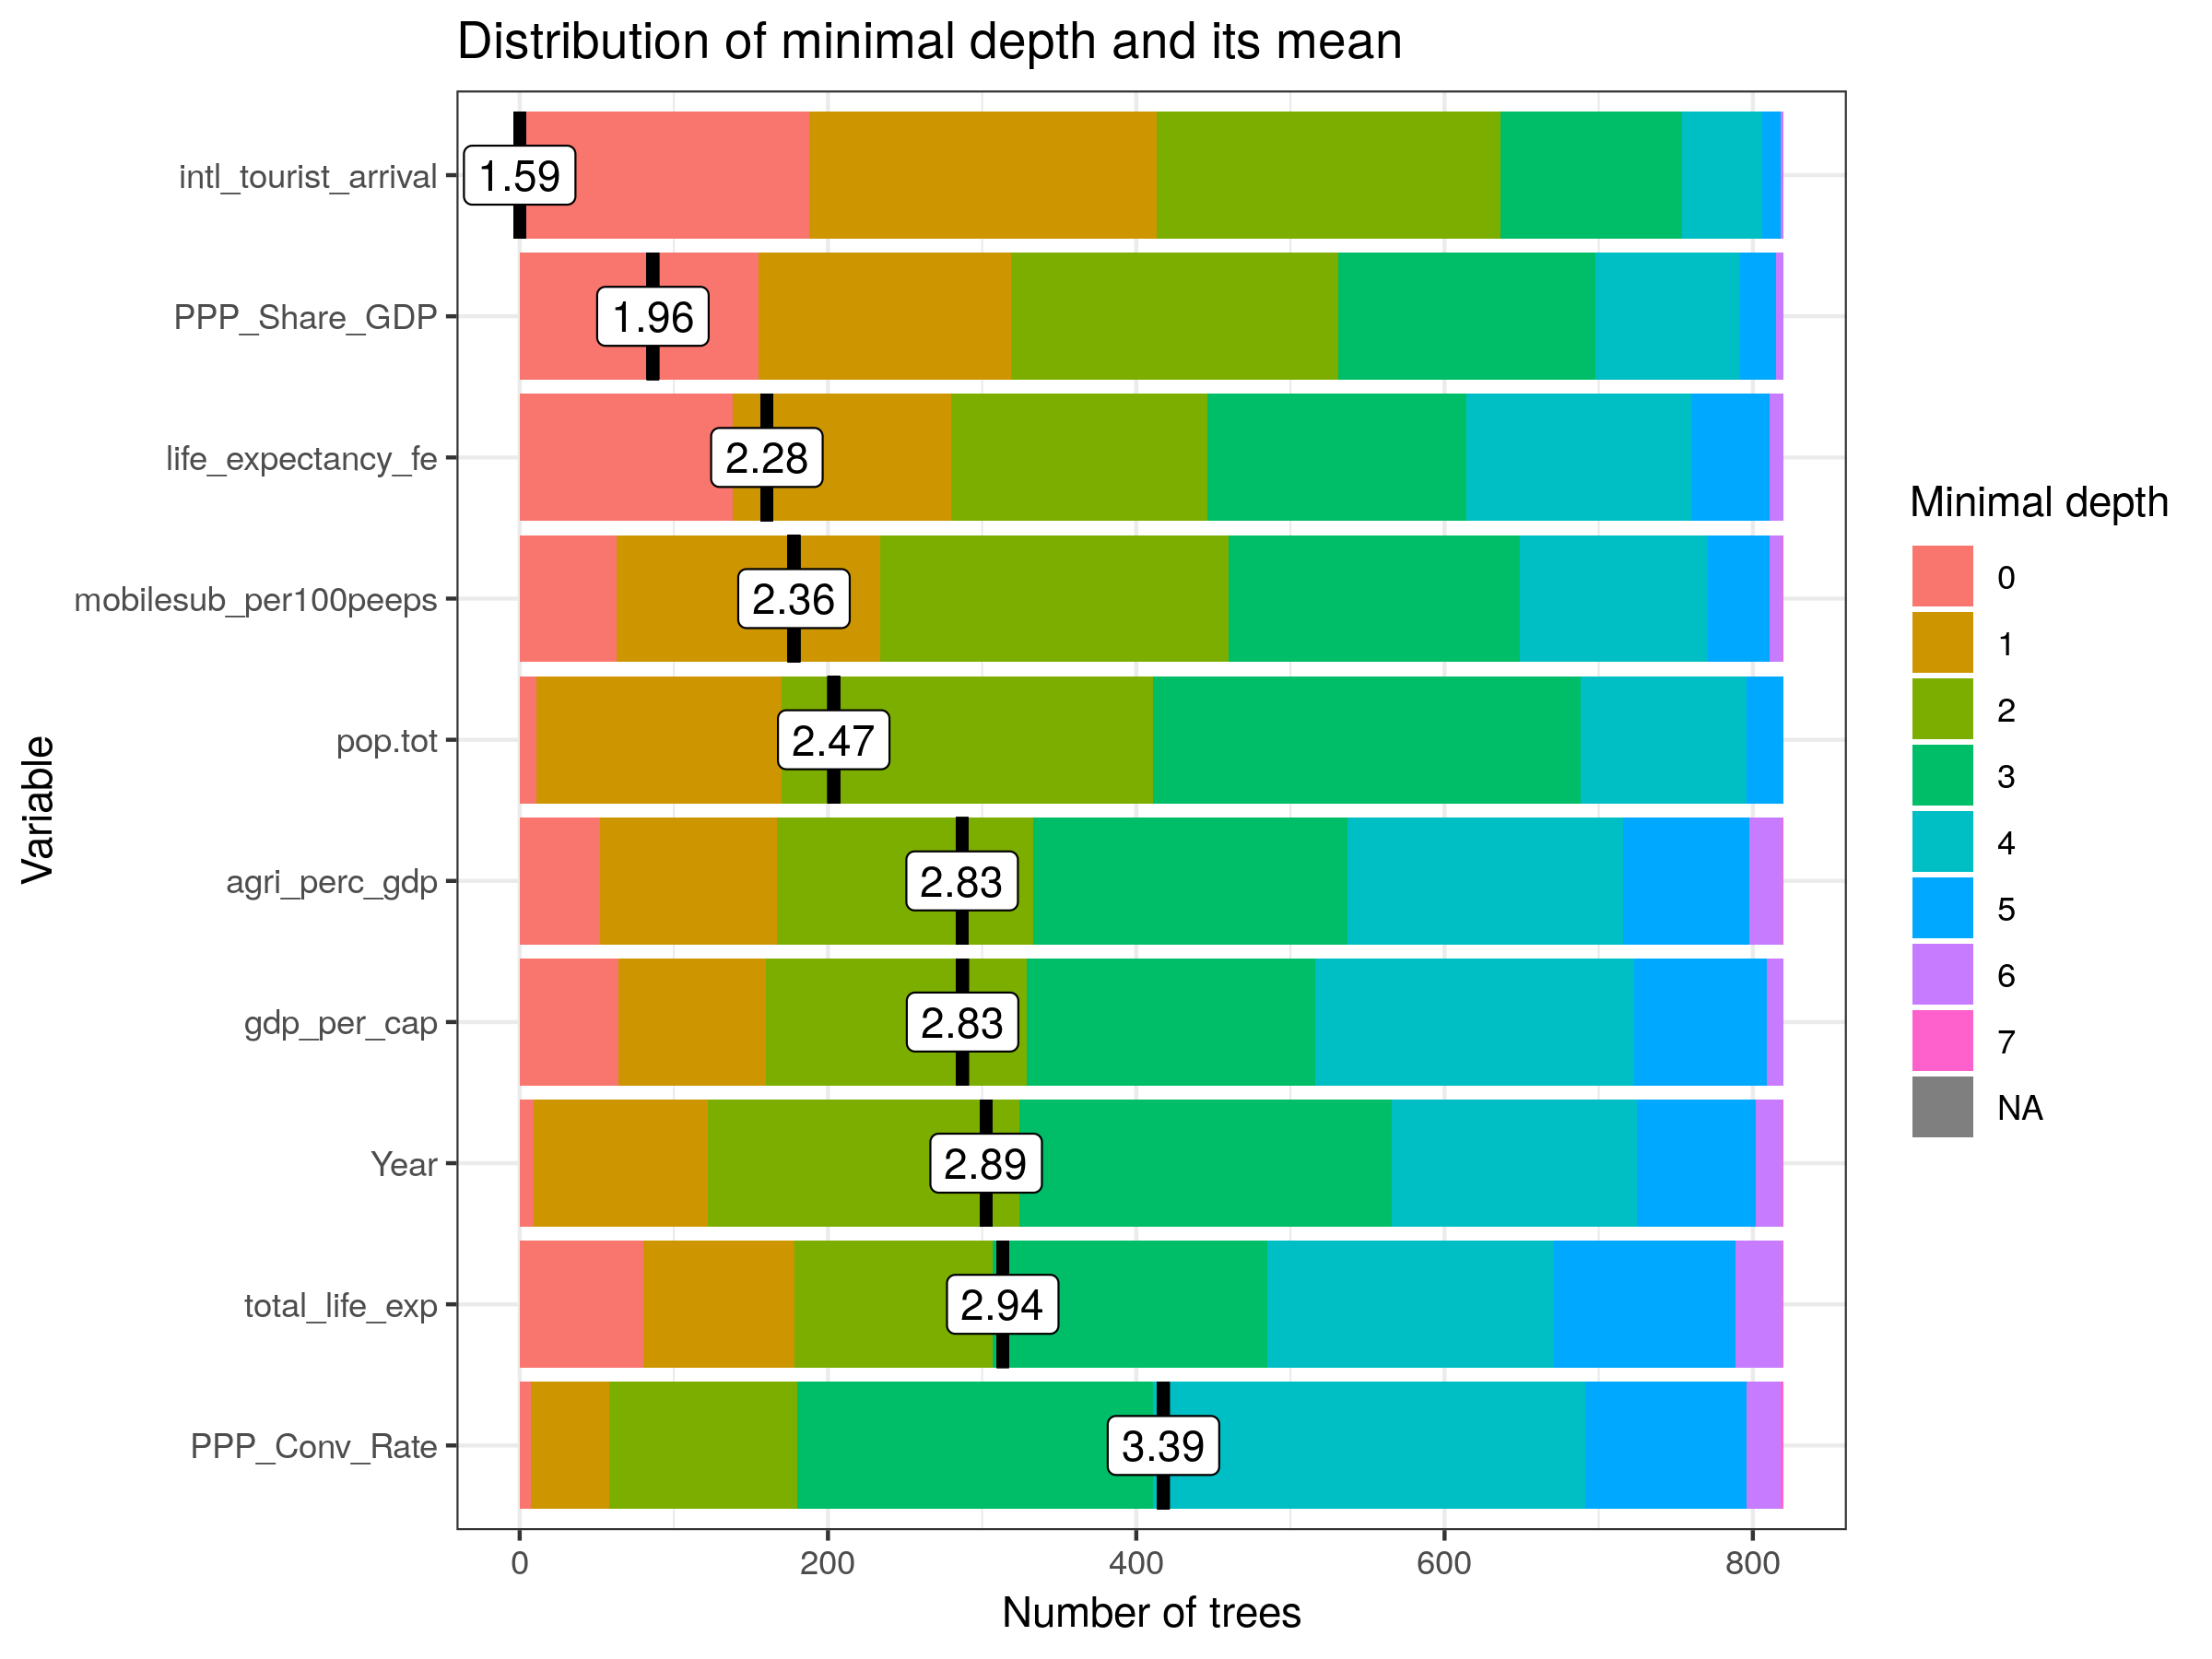 Distribution of minimal depth and its mean
Variable
intl_tourist_arrival
1.59
PPP_Share_GDP
1.96
life_expectancy_fe
2.28
mobilesub_per100peeps
2.36
pop.tot
2.47
agri_perc_gdp
2.83
gdp_per_cap
2.83
Year
2.89
total_life_exp
2.94
PPP_Conv_Rate
3.39
0 200 400 600 800
Number of trees
Minimal depth
0
1
2
3
4
5
6
7
NA